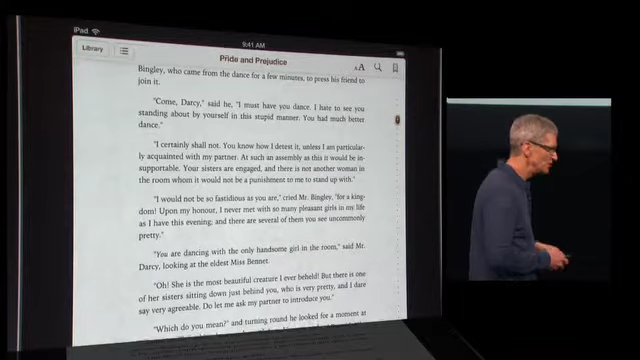 iPad
9:41 AM
Library
Pride and Prejudice
AA
Bingley, who came from the dance for a few minutes, to press his friend to
join it.
"Come, Darcy," said he, "I must have you dance. I hate to see you
standing about by yourself in this stupid manner. You had much better
dance."
"I certainly shall not. You know how I detest it, unless I am particular-
ly acquainted with my partner. At such an assembly as this it would be in-
supportable. Your sisters are engaged, and there is not another woman in
the room whom it would not be a punishment to me to stand up with."
"I would not be so fastidious as you are," cried Mr. Bingley, "for a king-
dom! Upon my honour, I never met with so many pleasant girls in my life
as I have this evening; and there are several of them you see uncommonly
pretty."
"You are dancing with the only handsome girl in the room," said Mr.
Darcy, looking at the eldest Miss Bennet.
"Oh! She is the most beautiful creature I ever beheld! But there is one
of her sisters sitting down just behind you, who is very pretty, and I dare
say very agreeable. Do let me ask my partner to introduce you."
"Which do you mean?" and turning round he looked for a moment at